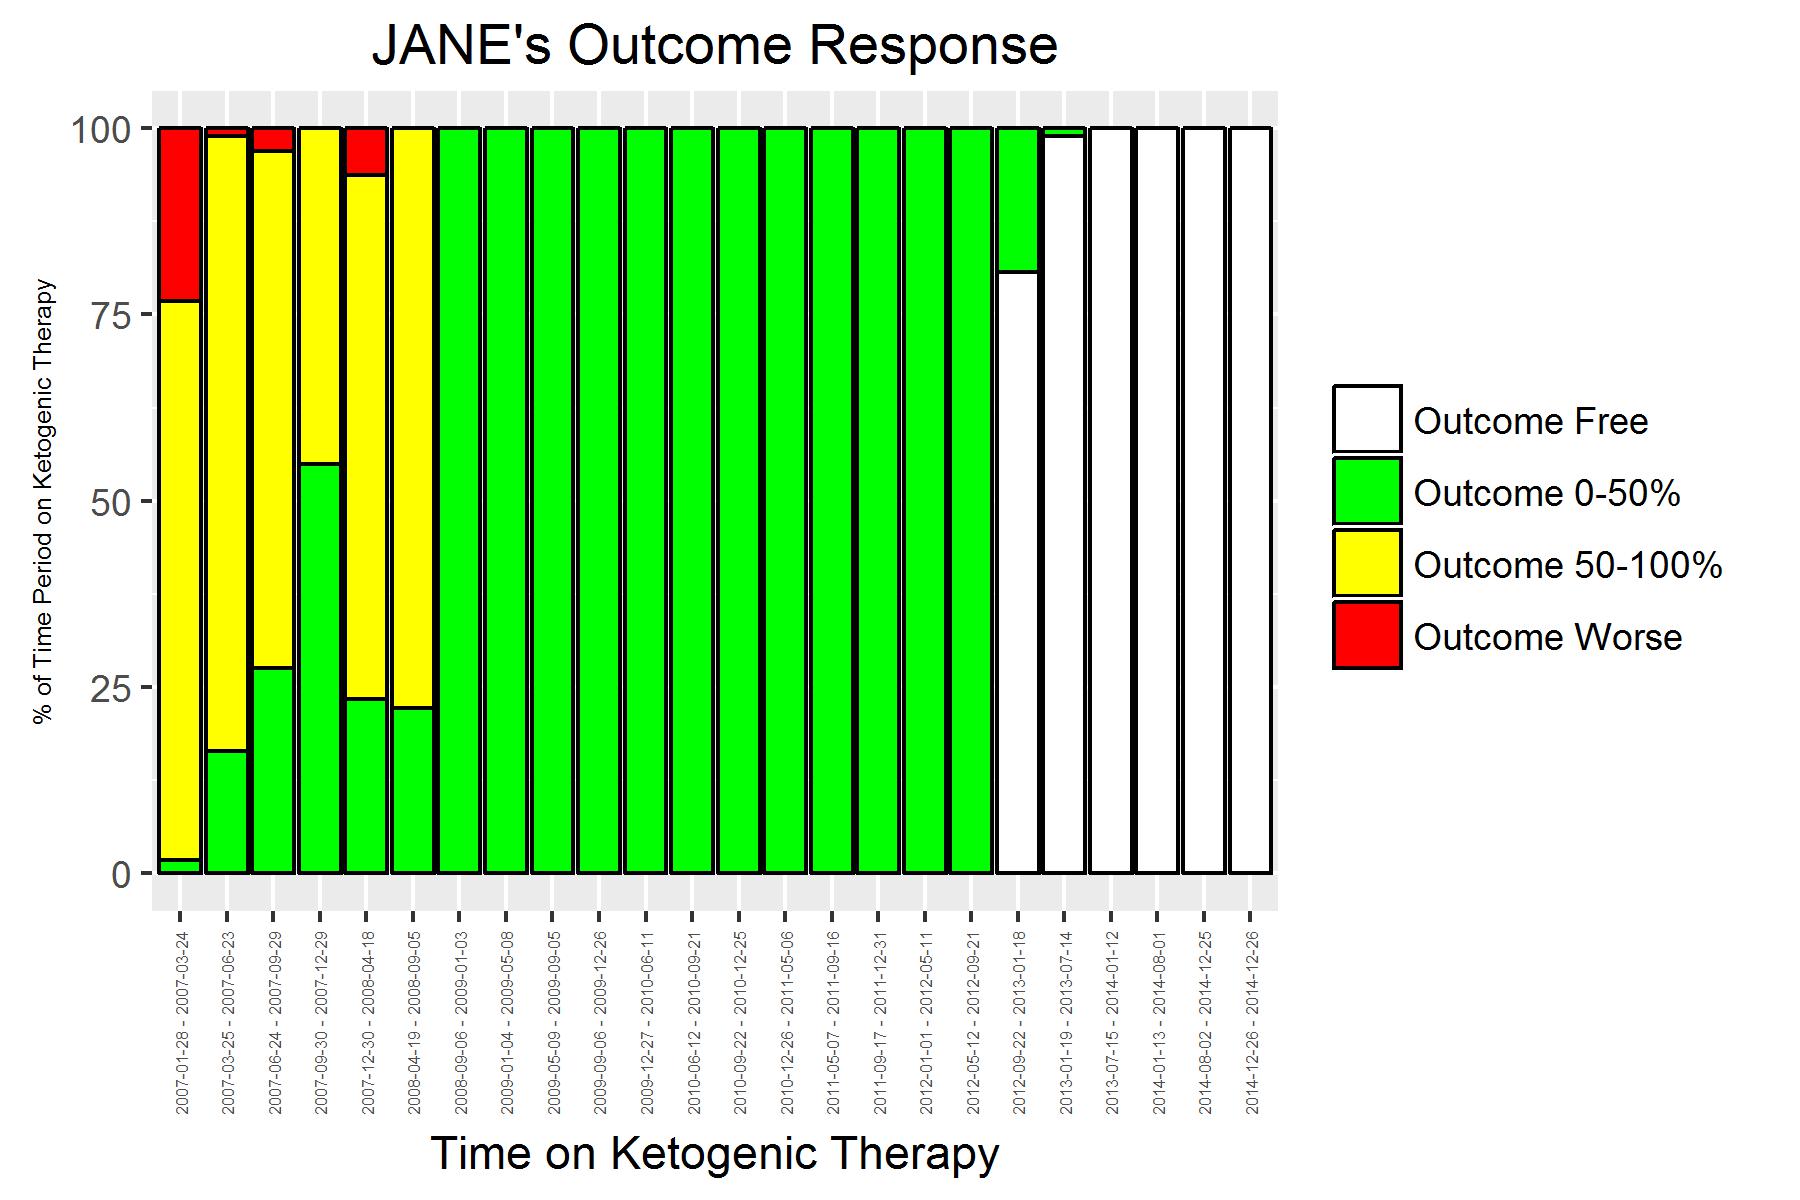 JANE's Outcome Response
% of Time Period on Ketogenic Therapy
100
75
50
25
0
2007-01-28 - 2007-03-24
2007-03-25 - 2007-06-23
2007-06-24 - 2007-09-29
2007-09-30 - 2007-12-29
2007-12-30 - 2008-04-18
2008-04-19 - 2008-09-05
2008-09-06 - 2009-01-03
2009-01-04 - 2009-05-08
2009-05-09 - 2009-09-05
2009-09-06 - 2009-12-26
2009-12-27 - 2010-06-11
2010-06-12 - 2010-09-21
2010-09-22 - 2010-12-25
2010-12-26 - 2011-05-06
2011-05-07 - 2011-09-16
2011-09-17 - 2011-12-31
2012-01-01 - 2012-05-11
2012-05-12 - 2012-09-21
2012-09-22 - 2013-01-18
2013-01-19 - 2013-07-14
2013-07-15 - 2014-01-12
2014-01-13 - 2014-08-01
2014-08-02 - 2014-12-25
2014-12-26 - 2014-12-26
Time on Ketogenic Therapy
Outcome Free
Outcome 0-50%
Outcome 50-100%
Outcome Worse